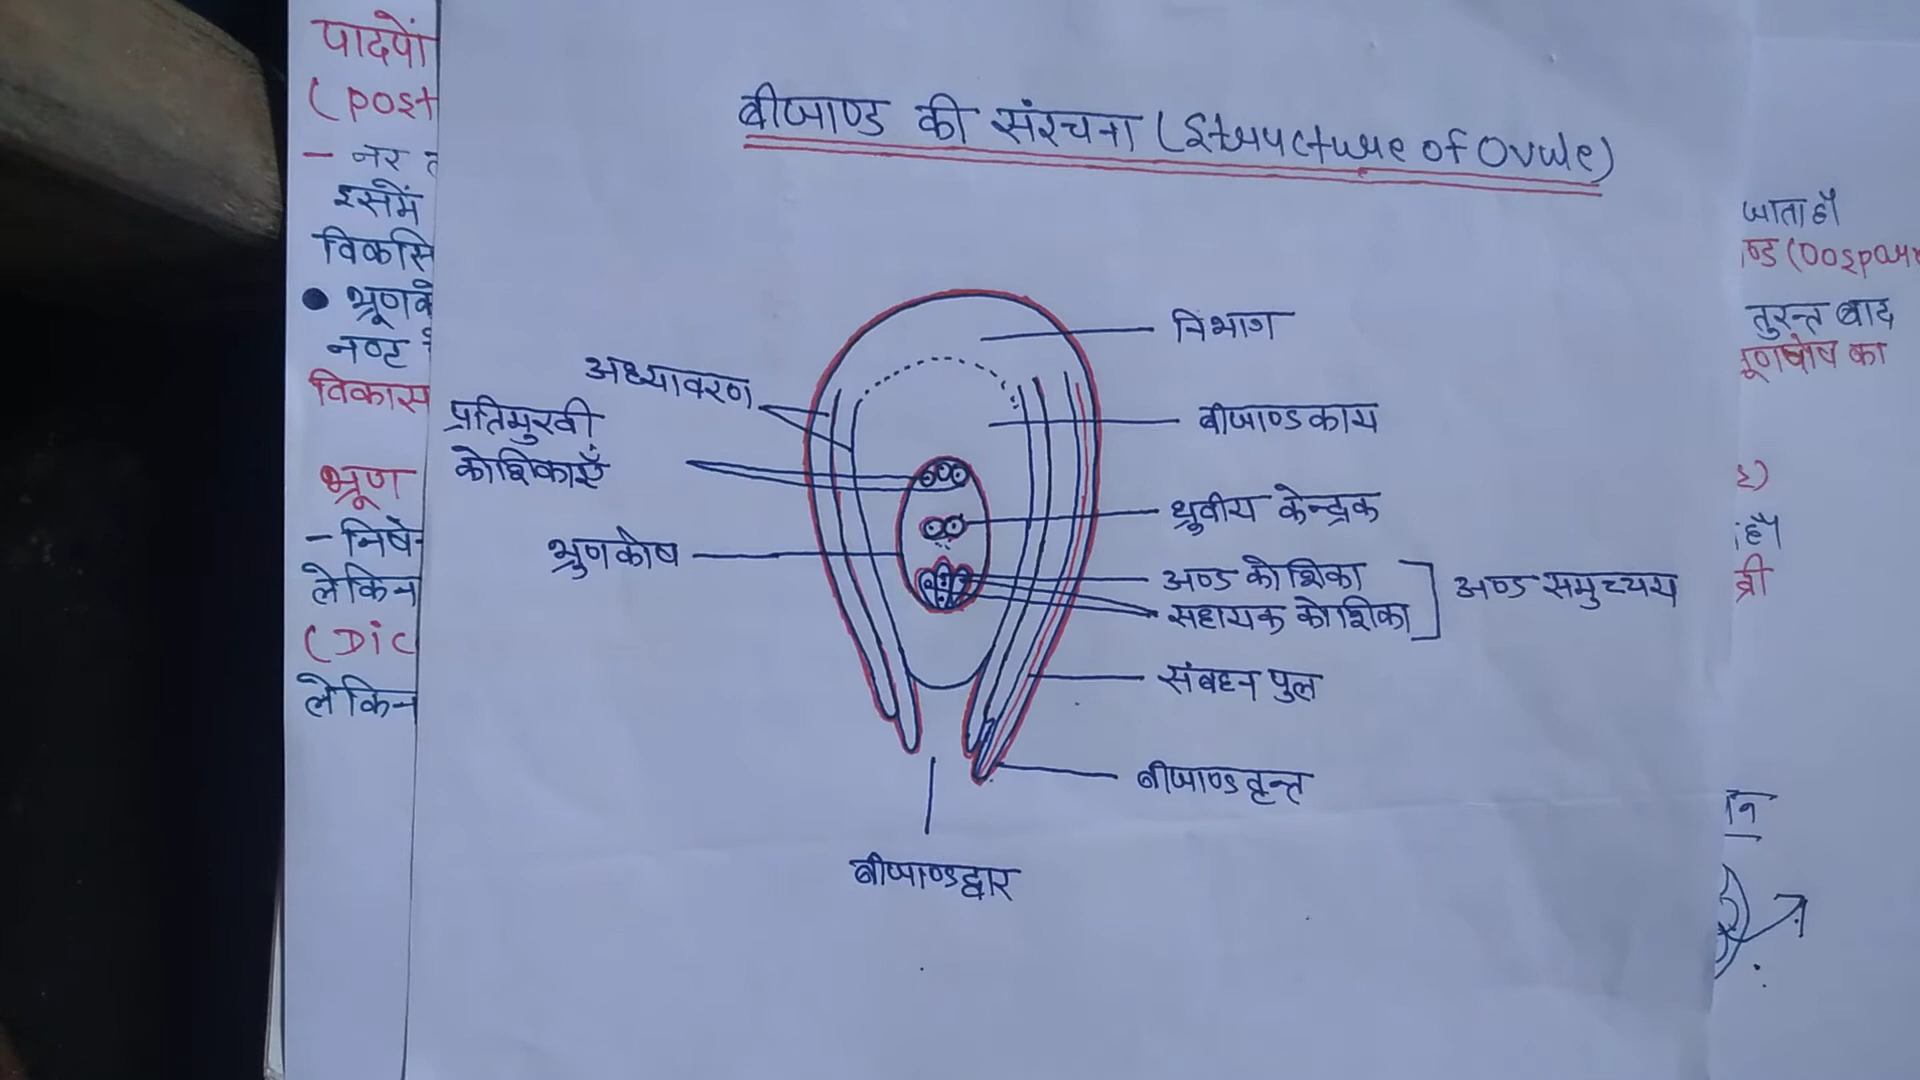 बीजाण्ड की संरचना (Structure of Ovule)
निभाग
अध्यावरण
प्रतिमुखी
कोशिकाएँ
बीजाण्डकाय
ध्रुवीय केन्द्रक
भ्रुणकोष
अण्ड कोशिका
सहायक कोशिका
अण्ड समुच्चय
संवहन पुल
बीजाण्डवृन्त
बीजाण्डद्वार
पादपों
(post
- नर
इसमें
विकसि
● भ्रूण
नष्ट
विकास
भ्रूण
- निषे
लेकिन
(Dic
लेकिन
जाता है
तुरन्त बाद
का
है।